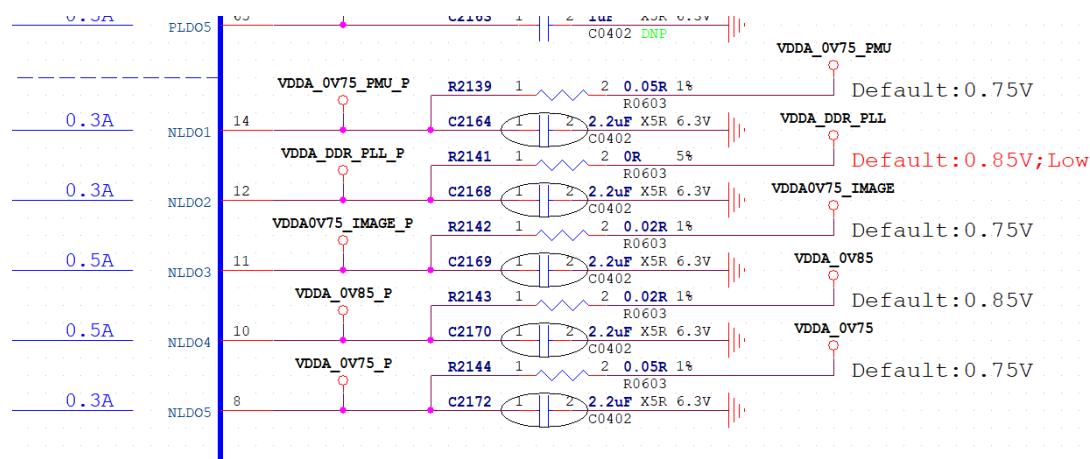 0.3A PLDO5 65 C2163 1 2 1uF X5R 6.3V
C0402 DNP
VDDA_0V75_PMU
VDDA_0V75_PMU_P R2139 1 2 0.05R 1% Default:0.75V
R0603
0.3A NLDO1 14 C2164 1 2 2.2uF X5R 6.3V VDDA_DDR_PLL
C0402
VDDA_DDR_PLL_P R2141 1 2 0R 5% Default:0.85V;Low
R0603
0.3A NLDO2 12 C2168 1 2 2.2uF X5R 6.3V VDDA0V75_IMAGE
C0402
VDDA0V75_IMAGE_P R2142 1 2 0.02R 1% Default:0.75V
R0603
0.5A NLDO3 11 C2169 1 2 2.2uF X5R 6.3V VDDA_0V85
C0402
VDDA_0V85_P R2143 1 2 0.02R 1% Default:0.85V
R0603
0.5A NLDO4 10 C2170 1 2 2.2uF X5R 6.3V VDDA_0V75
C0402
VDDA_0V75_P R2144 1 2 0.05R 1% Default:0.75V
R0603
0.3A NLDO5 8 C2172 1 2 2.2uF X5R 6.3V
C0402